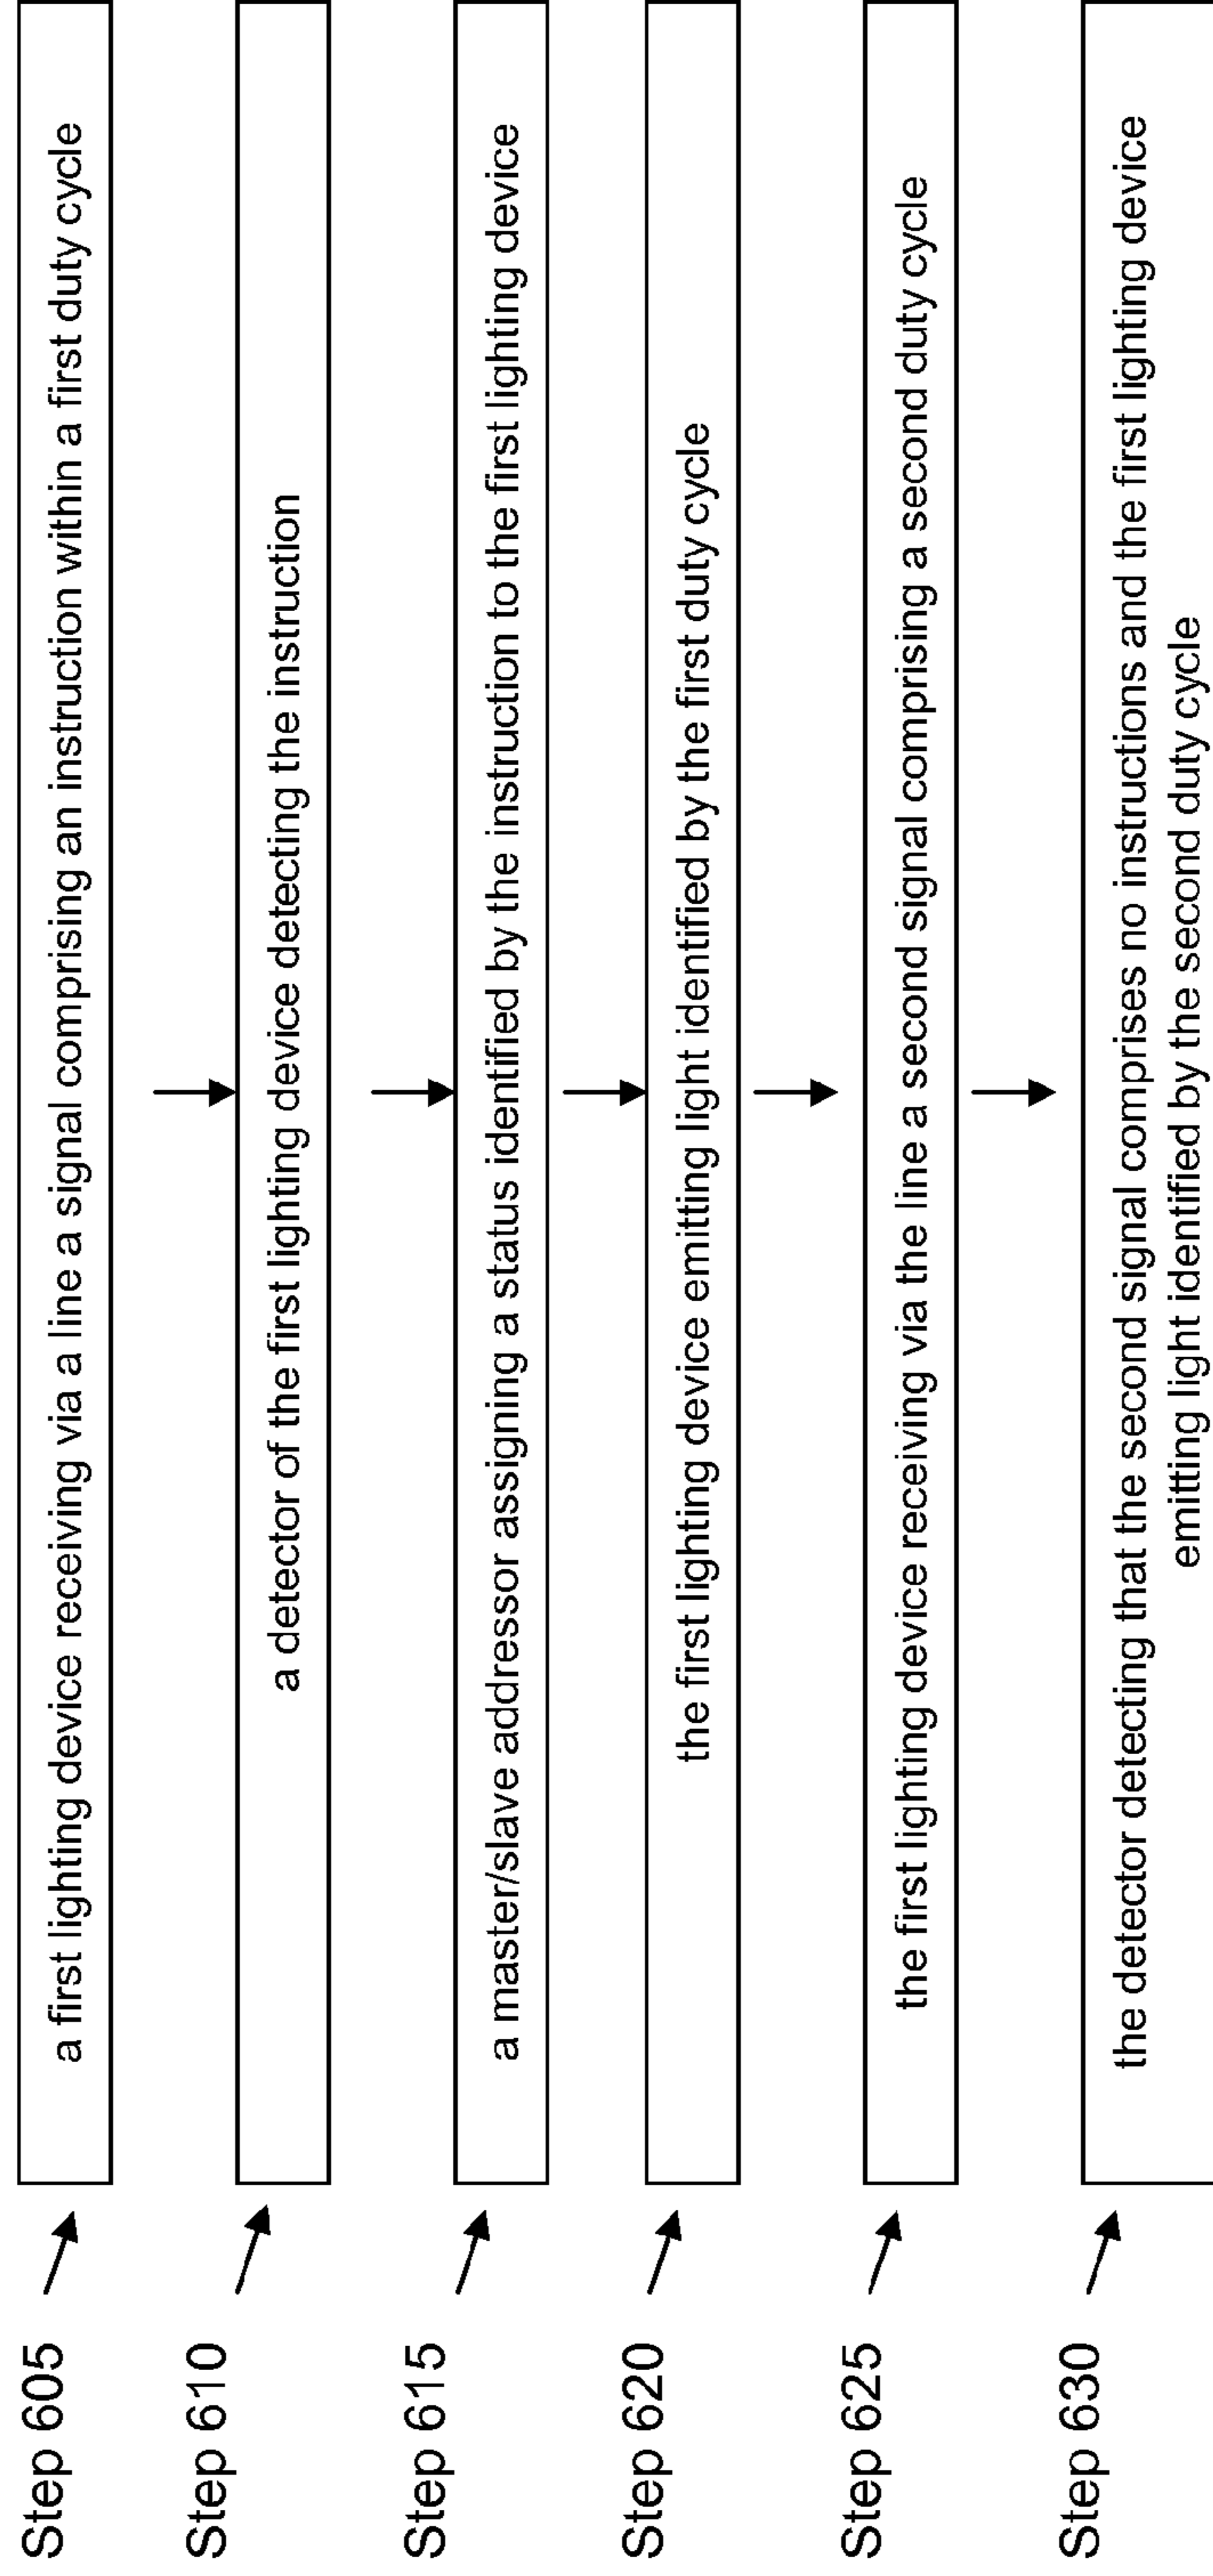 Step 605
a first lighting device receiving via a line a signal comprising an instruction within a first duty cycle
Step 610
a detector of the first lighting device detecting the instruction
Step 615
a master/slave addressor assigning a status identified by the instruction to the first lighting device
Step 620
the first lighting device emitting light identified by the first duty cycle
Step 625
the first lighting device receiving via the line a second signal comprising a second duty cycle
Step 630
the detector detecting that the second signal comprises no instructions and the first lighting device
emitting light identified by the second duty cycle